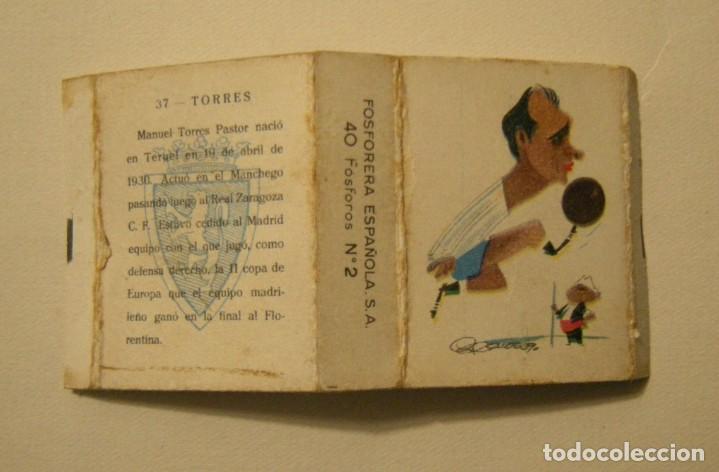 37 — TORRES
Manuel Torres Pastor nació
en Teruel en 19 de abril de
1930. Actuó en el Manchego
pasando luego al Real Zaragoza
C. F. Estuvo cedido al Madrid
equipo con el que jugó, como
defensa derecho, la II copa de
Europa que el equipo madri-
leño ganó en la final al Flo-
rentina.
FOSFORERA ESPAÑOLA. S.A.
40 Fósforos Nº2
todocoleccion